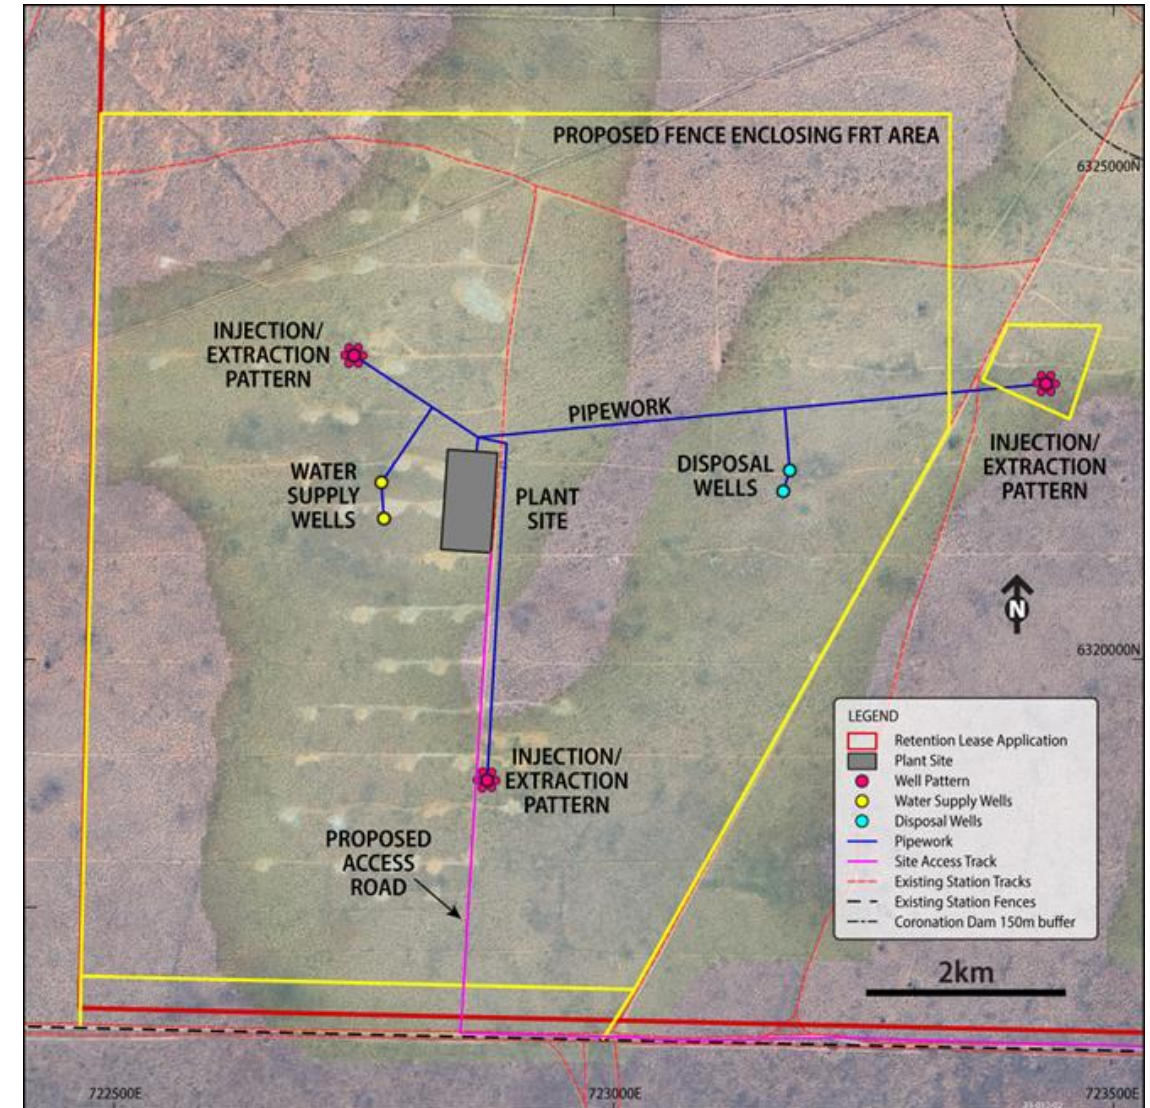 PROPOSED FENCE ENCLOSING FRT AREA
6325000N
INJECTION/
EXTRACTION
PATTERN
PIPEWORK
WATER
SUPPLY
WELLS
PLANT
SITE
DISPOSAL
WELLS
INJECTION/
EXTRACTION
PATTERN
N
6320000N
INJECTION/
EXTRACTION
PATTERN
PROPOSED
ACCESS
ROAD
LEGEND
Retention Lease Application
Plant Site
Well Pattern
Water Supply Wells
Disposal Wells
Pipework
Site Access Track
Existing Station Tracks
Existing Station Fences
Coronation Dam 150m buffer
2km
722500E
723000E
723500E